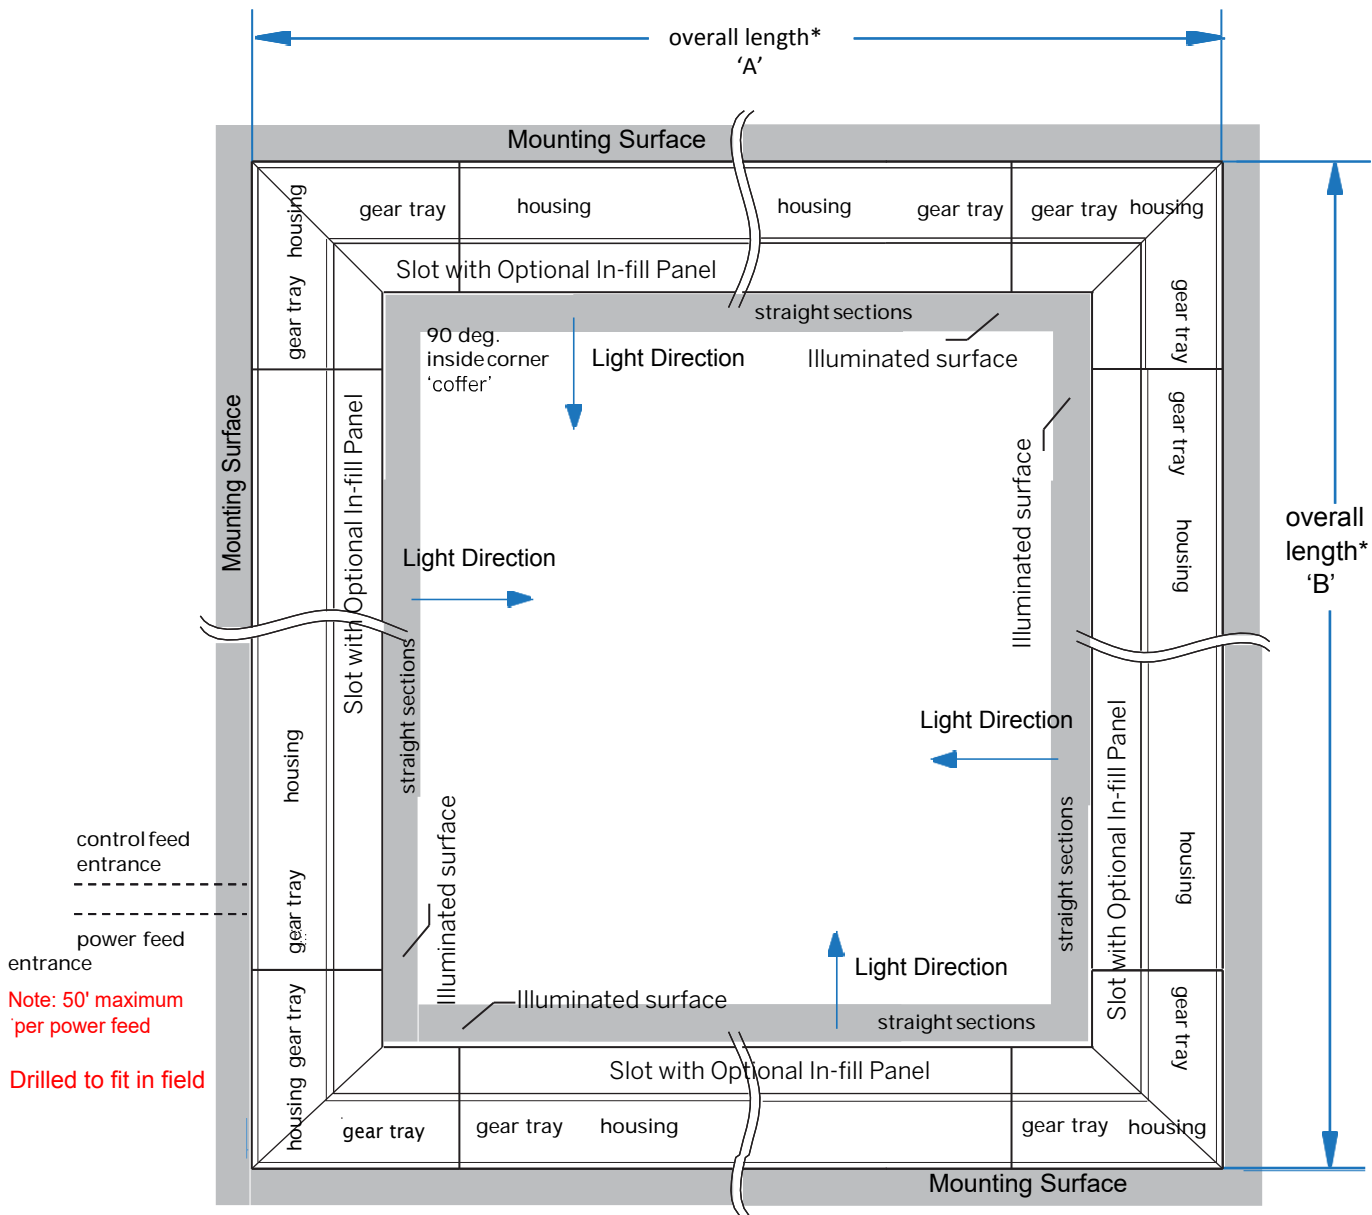 overall length*
‘A’
Mounting Surface
housing
gear tray
housing
housing
gear tray
gear tray
housing
Slot with Optional In-fill Panel
gear tray
gear tray
straight sections
90 deg.
inside corner
‘coffer’
Light Direction
Illuminated surface
Mounting Surface
Slot with Optional In-fill Panel
Illuminated surface
gear tray
housing
overall
length*
‘B’
Light Direction
straight sections
housing
Light Direction
Slot with Optional In-fill Panel
straight sections
housing
control feed
entrance
gear tray
Illuminated surface
power feed
entrance
Light Direction
Note: 50' maximum
per power feed
gear tray
housing
Illuminated surface
straight sections
gear tray
Drilled to fit in field
Slot with Optional In-fill Panel
gear tray
gear tray
housing
gear tray
housing
Mounting Surface